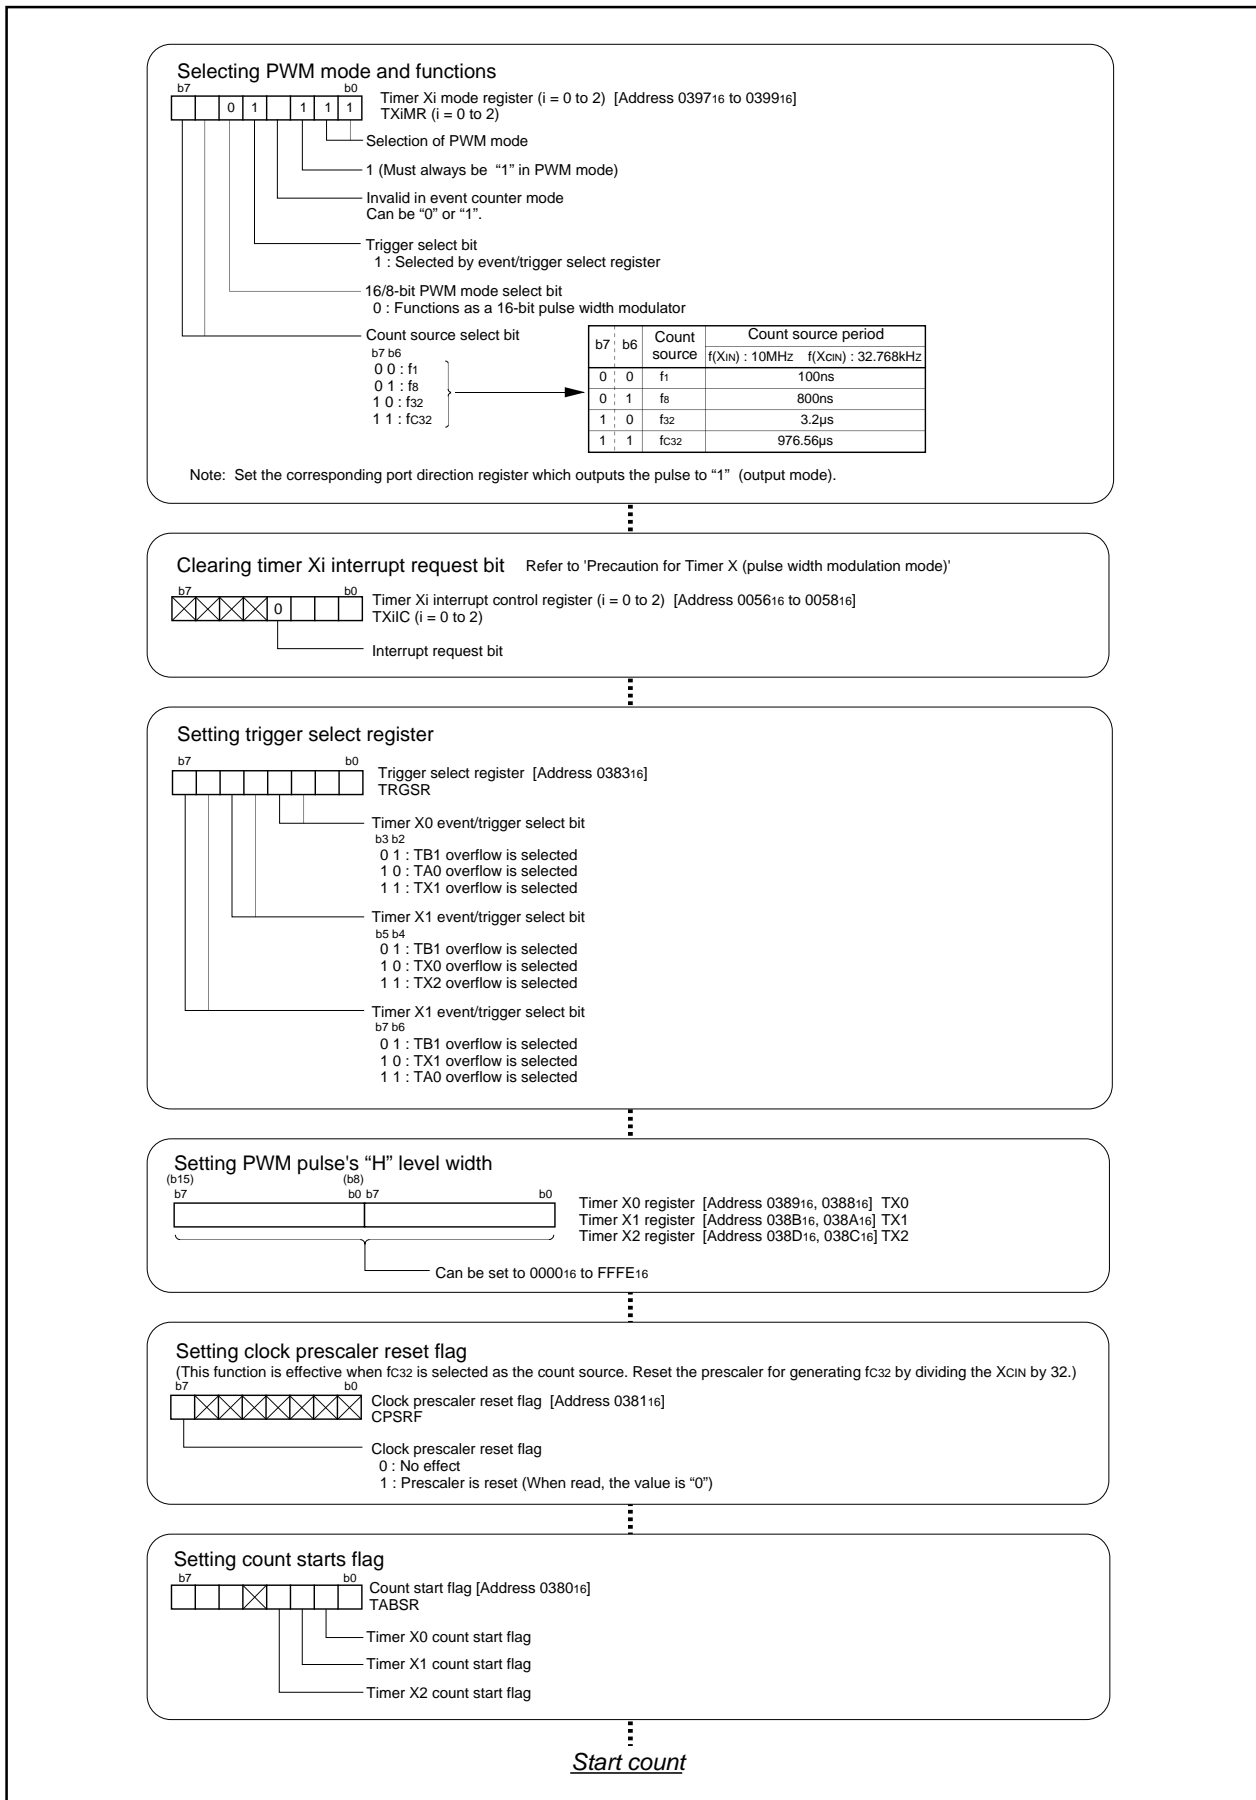 Selecting PWM mode and functions
b7 b0
0 1 1 1 1
Timer Xi mode register (i = 0 to 2) [Address 039716 to 039916]
TXiMR (i = 0 to 2)
Selection of PWM mode
1 (Must always be “1” in PWM mode)
Invalid in event counter mode
Can be “0” or “1”.
Trigger select bit
1 : Selected by event/trigger select register
16/8-bit PWM mode select bit
0 : Functions as a 16-bit pulse width modulator
Count source select bit
b7 b6
0 0 : f1
0 1 : f8
1 0 : f32
1 1 : fC32
b7 b6 Count source Count source period
f(XIN) : 10MHz f(XCIN) : 32.768kHz
0 0 f1 100ns
0 1 f8 800ns
1 0 f32 3.2µs
1 1 fC32 976.56µs
Note: Set the corresponding port direction register which outputs the pulse to “1” (output mode).
Clearing timer Xi interrupt request bit Refer to 'Precaution for Timer X (pulse width modulation mode)'
b7 b0
0
Timer Xi interrupt control register (i = 0 to 2) [Address 005616 to 005816]
TXiIC (i = 0 to 2)
Interrupt request bit
Setting trigger select register
b7 b0
Trigger select register [Address 038316]
TRGSR
Timer X0 event/trigger select bit
b3 b2
0 1 : TB1 overflow is selected
1 0 : TA0 overflow is selected
1 1 : TX1 overflow is selected
Timer X1 event/trigger select bit
b5 b4
0 1 : TB1 overflow is selected
1 0 : TX0 overflow is selected
1 1 : TX2 overflow is selected
Timer X1 event/trigger select bit
b7 b6
0 1 : TB1 overflow is selected
1 0 : TX1 overflow is selected
1 1 : TA0 overflow is selected
Setting PWM pulse's “H” level width
(b15) (b8)
b7 b0 b7 b0
Timer X0 register [Address 038916, 038816] TX0
Timer X1 register [Address 038B16, 038A16] TX1
Timer X2 register [Address 038D16, 038C16] TX2
Can be set to 000016 to FFFE16
Setting clock prescaler reset flag
(This function is effective when fC32 is selected as the count source. Reset the prescaler for generating fC32 by dividing the XCIN by 32.)
b7 b0
Clock prescaler reset flag [Address 038116]
CPSRF
Clock prescaler reset flag
0 : No effect
1 : Prescaler is reset (When read, the value is “0”)
Setting count starts flag
b7 b0
Count start flag [Address 038016]
TABSR
Timer X0 count start flag
Timer X1 count start flag
Timer X2 count start flag
Start count